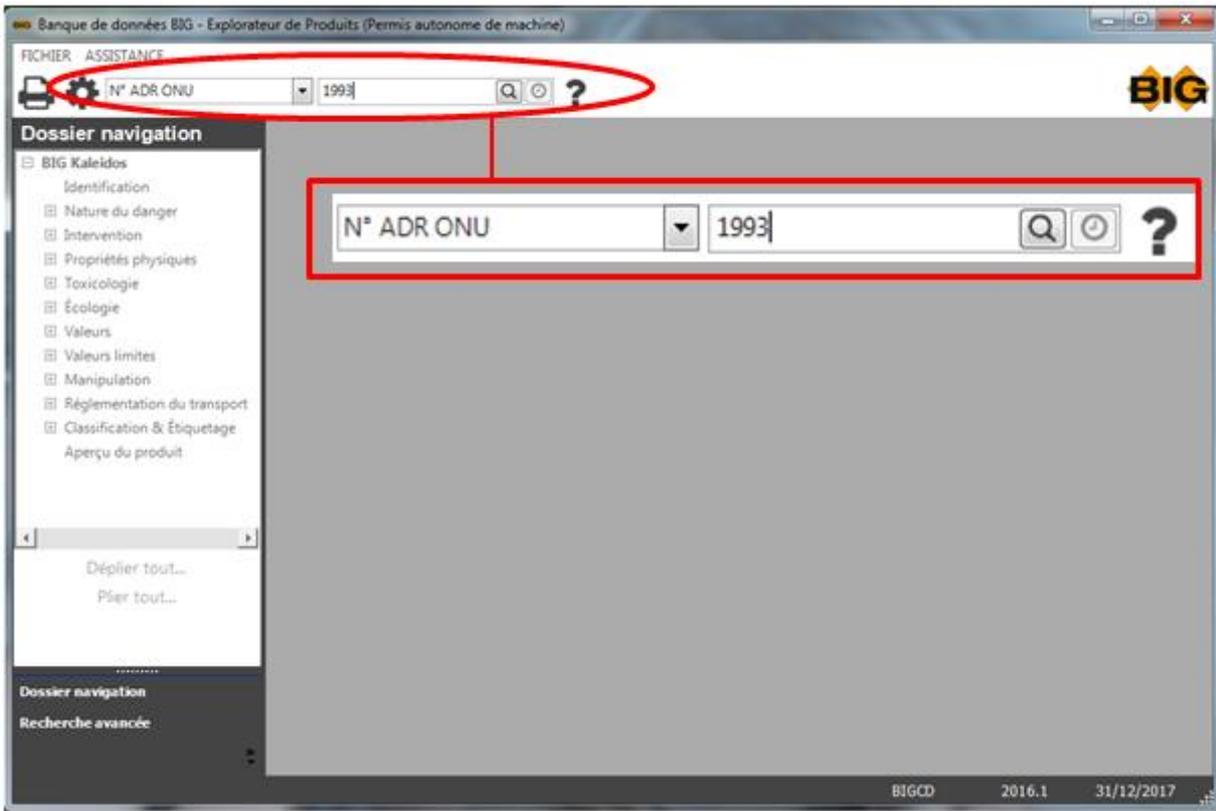 Banque de données BIG - Explorateur de Produits (Permis autonome de machine)
FICHIER ASSISTANCE
N° ADR ONU 1993 ?
BIG
Dossier navigation
BIG Kaleidos
Identification
Nature du danger
Intervention
Propriétés physiques
Toxicologie
Écologie
Valeurs
Valeurs limites
Manipulation
Réglementation du transport
Classification & Étiquetage
Aperçu du produit
N° ADR ONU 1993 ?
Déplier tout...
Plier tout...
Dossier navigation
Recherche avancée
BIGCD 2016.1 31/12/2017